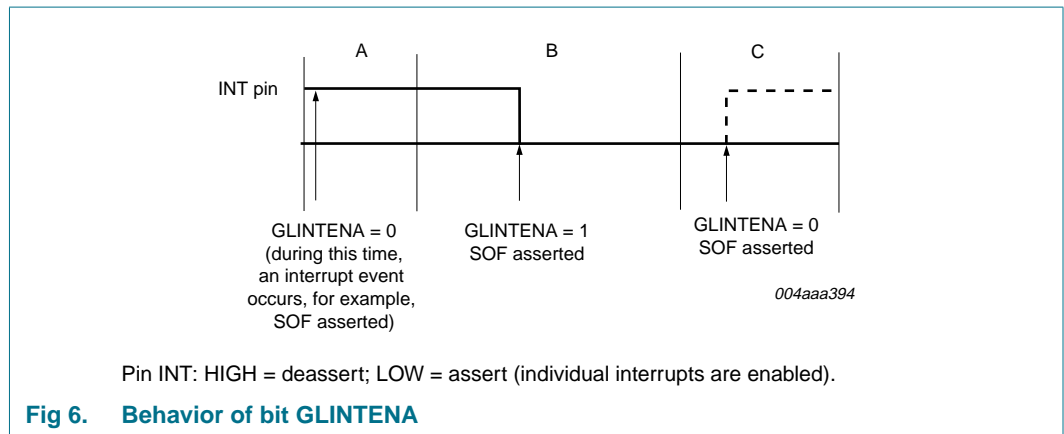 A
B
C
INT pin
GLINTENA = 0
(during this time,
an interrupt event
occurs, for example,
SOF asserted)
GLINTENA = 1
SOF asserted
GLINTENA = 0
SOF asserted
004aaa394
Pin INT: HIGH = deassert; LOW = assert (individual interrupts are enabled).
Fig 6. Behavior of bit GLINTENA